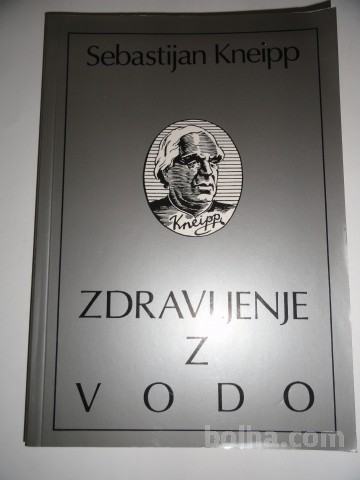 Sebastijan Kneipp
Kneipp
ZDRAVLJENJE
Z
VODO
bolha.com